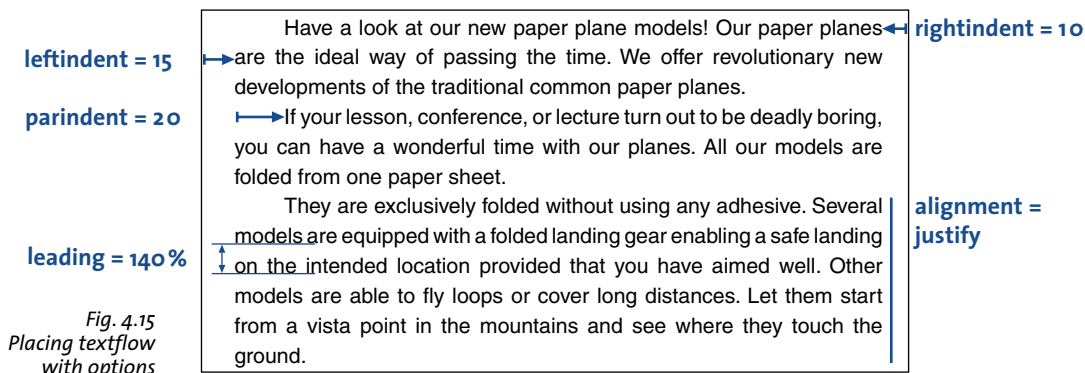 Have a look at our new paper plane models! Our paper planes
rightindent = 10
leftindent = 15
are the ideal way of passing the time. We offer revolutionary new
developments of the traditional common paper planes.
parindent = 20
If your lesson, conference, or lecture turn out to be deadly boring,
you can have a wonderful time with our planes. All our models are
folded from one paper sheet.
They are exclusively folded without using any adhesive. Several
alignment =
justify
models are equipped with a folded landing gear enabling a safe landing
leading = 140%
on the intended location provided that you have aimed well. Other
models are able to fly loops or cover long distances. Let them start
from a vista point in the mountains and see where they touch the
ground.
Fig. 4.15
Placing textflow
with options